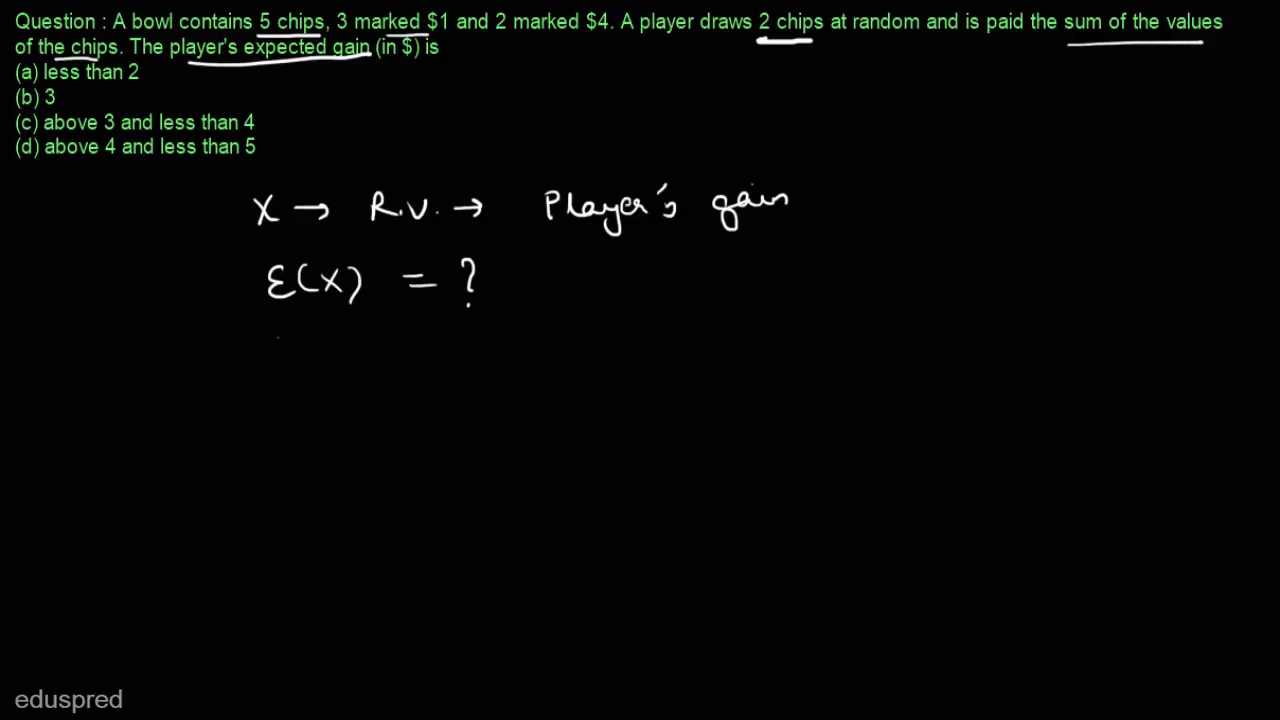 Question : A bowl contains 5 chips, 3 marked $1 and 2 marked $4. A player draws 2 chips at random and is paid the sum of the values
of the chips. The player's expected gain (in $) is
(a) less than 2
(b) 3
(c) above 3 and less than 4
(d) above 4 and less than 5
X → R.V. → Player's gain
E(X) = ?
eduspred